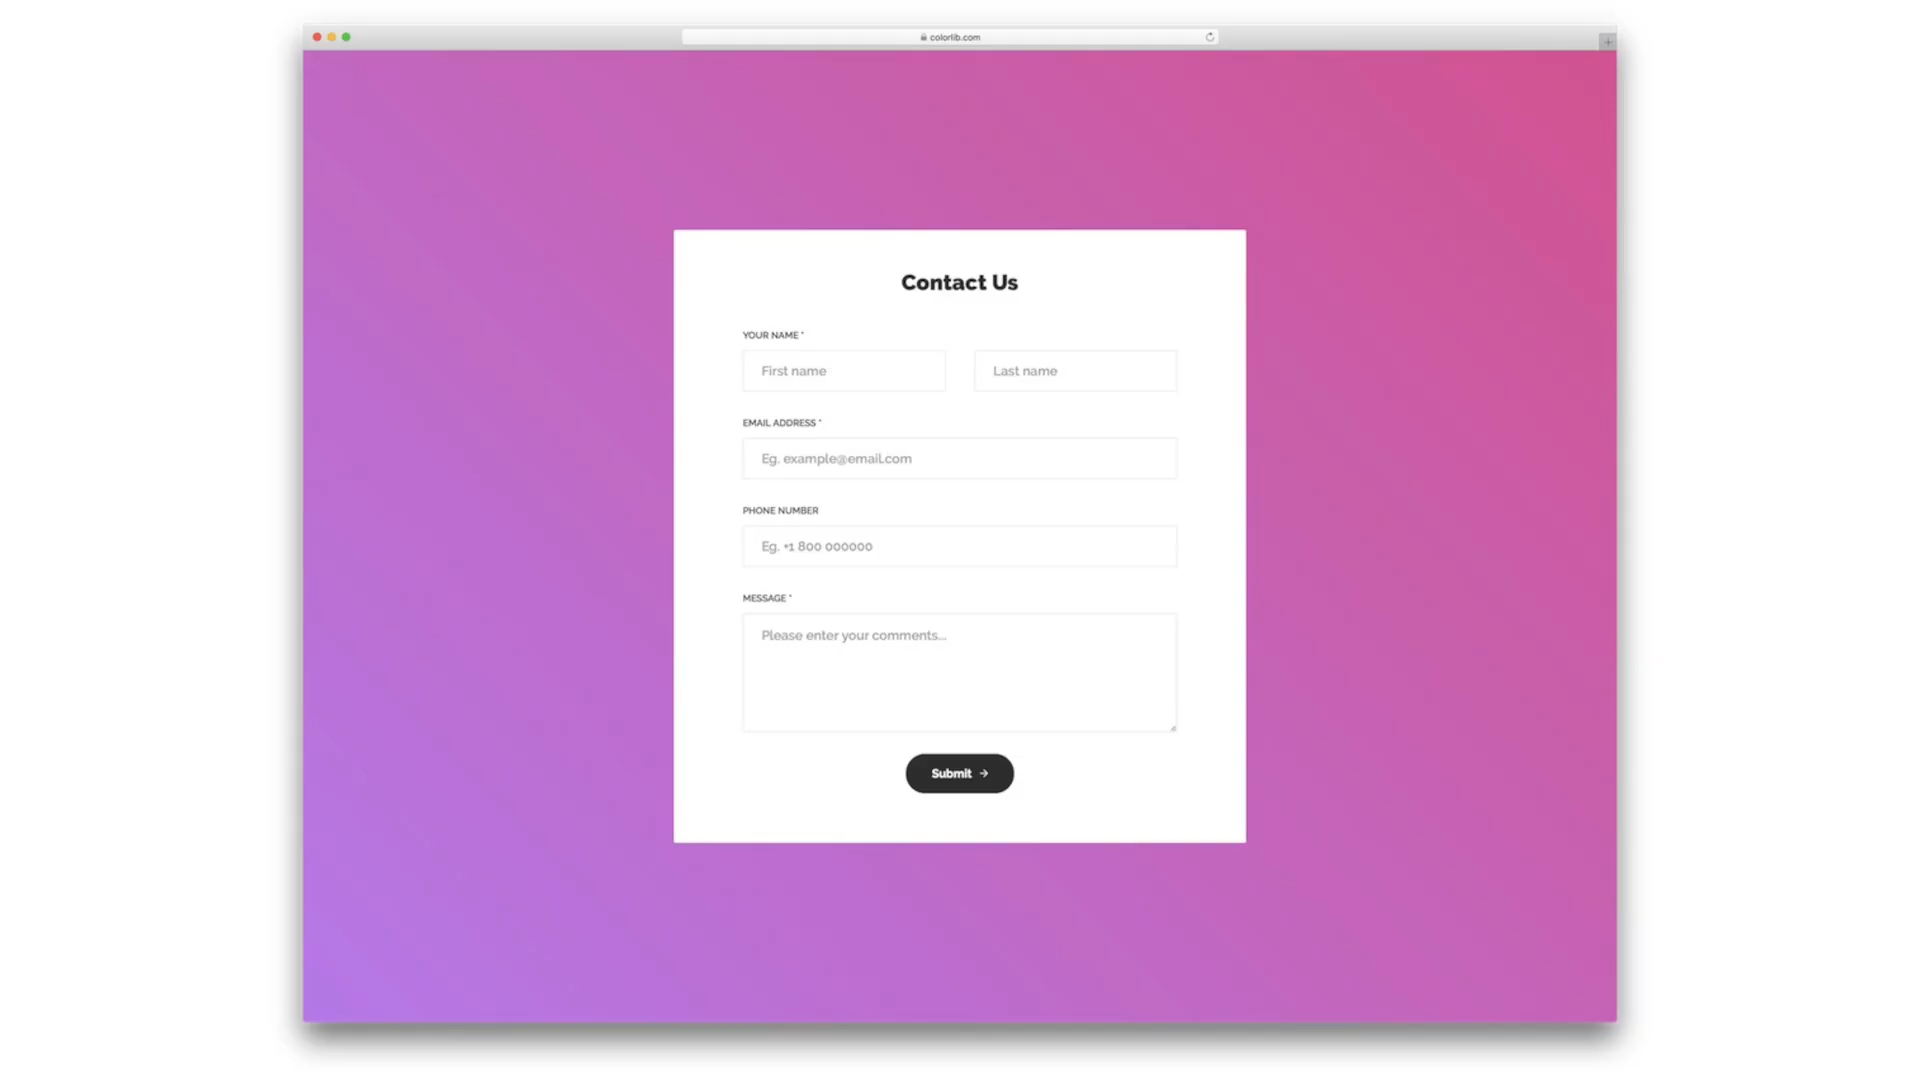 colorlib.com
Contact Us
YOUR NAME *
First name
Last name
EMAIL ADDRESS *
Eg. example@email.com
PHONE NUMBER
Eg. +1 800 000000
MESSAGE *
Please enter your comments...
Submit →